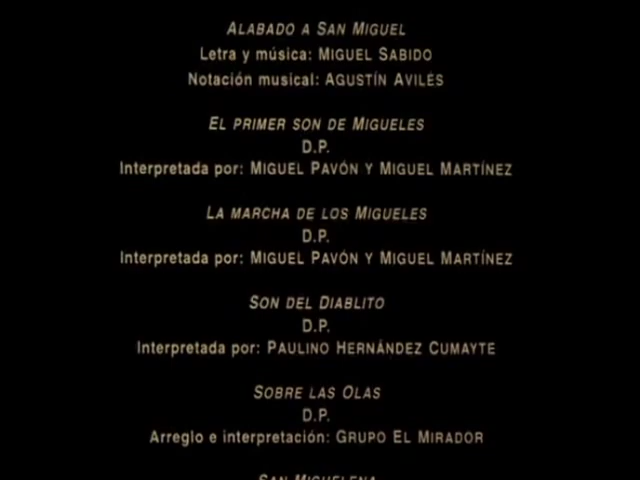 ALABADO A SAN MIGUEL
Letra y música: MIGUEL SABIDO
Notación musical: AGUSTÍN AVILÉS
EL PRIMER SON DE MIGUELES
D.P.
Interpretada por: MIGUEL PAVÓN Y MIGUEL MARTÍNEZ
LA MARCHA DE LOS MIGUELES
D.P.
Interpretada por: MIGUEL PAVÓN Y MIGUEL MARTÍNEZ
SON DEL DIABLITO
D.P.
Interpretada por: PAULINO HERNÁNDEZ CUMAYTE
SOBRE LAS OLAS
D.P.
Arreglo e interpretación: GRUPO EL MIRADOR
SAN MIGUELENA